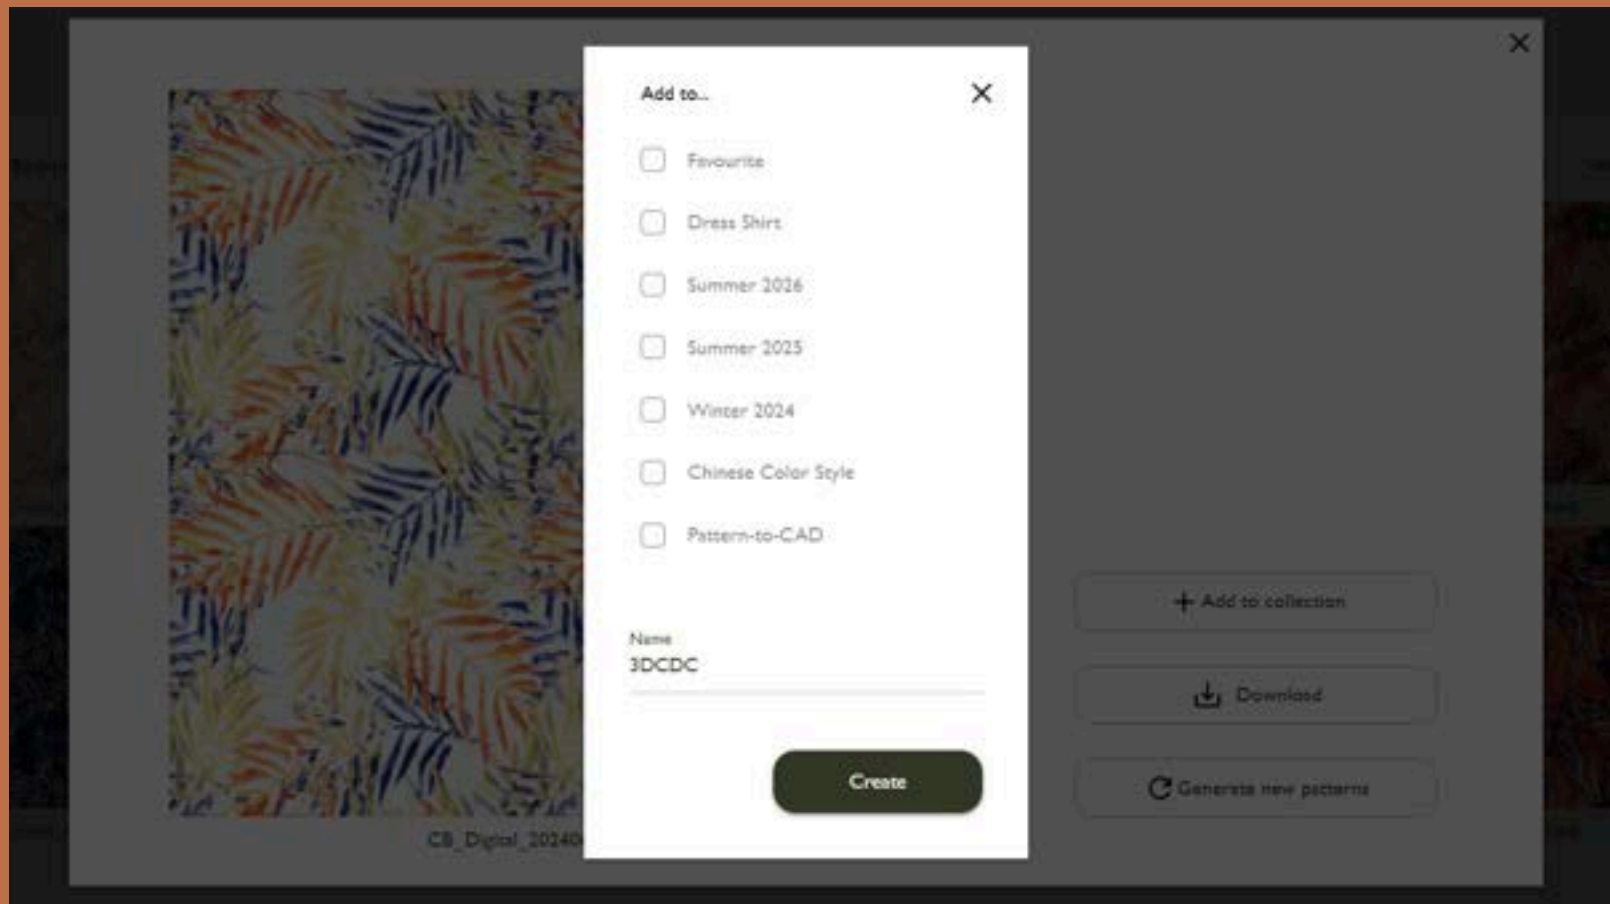 Add to...
Favourite
Dress Shirt
Summer 2026
Summer 2025
Winter 2024
Chinese Color Style
Pattern-to-CAD
Name
3DCDC
Create
CB_Digital_20240
+ Add to collection
Download
Generate new patterns